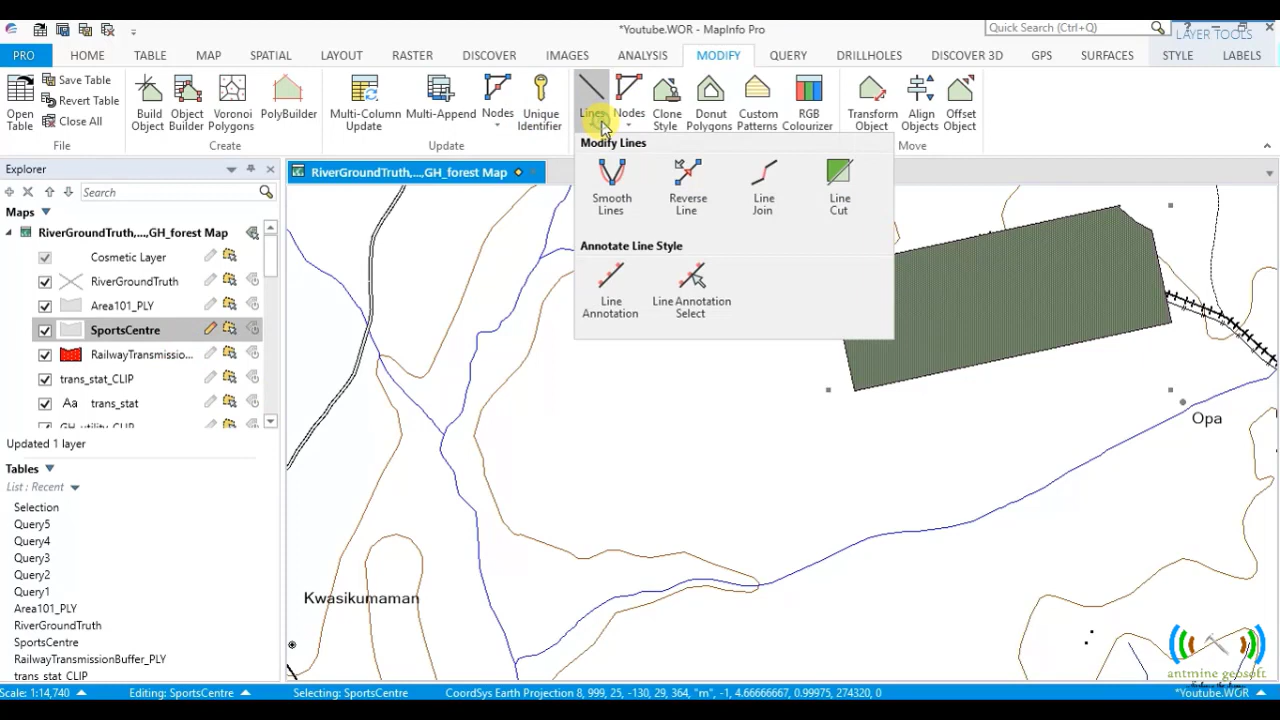 *Youtube.WOR - MapInfo Pro
Quick Search (Ctrl+Q)
LAYER TOOLS
PRO HOME TABLE MAP SPATIAL LAYOUT RASTER DISCOVER IMAGES ANALYSIS MODIFY QUERY DRILLHOLES DISCOVER 3D GPS SURFACES STYLE LABELS
Open Table
Save Table
Revert Table
Close All
File
Build Object
Object Builder
Voronoi Polygons
PolyBuilder
Create
Multi-Column Update
Multi-Append
Nodes
Unique Identifier
Update
Lines
Nodes
Clone Style
Donut Polygons
Custom Patterns
RGB Colourizer
Transform Object
Align Objects
Offset Object
Move
Modify Lines
Smooth Lines
Reverse Line
Line Join
Line Cut
Annotate Line Style
Line Annotation
Line Annotation Select
Explorer
Search
Maps
RiverGroundTruth,...,GH_forest Map
Cosmetic Layer
RiverGroundTruth
Area101_PLY
SportsCentre
RailwayTransmissio...
trans_stat_CLIP
Aa trans_stat
GH_utility_CLIP
Updated 1 layer
Tables
List : Recent
Selection
Query5
Query4
Query3
Query2
Query1
Area101_PLY
RiverGroundTruth
SportsCentre
RailwayTransmissionBuffer_PLY
trans_stat_CLIP
RiverGroundTruth,...,GH_forest Map
Opa
Kwasikumaman
antmine geosoft
Scale: 1:14,740
Editing: SportsCentre
Selecting: SportsCentre
CoordSys Earth Projection 8, 999, 25, -130, 29, 364, "m", -1, 4.66666667, 0.99975, 274320, 0
*Youtube.WOR